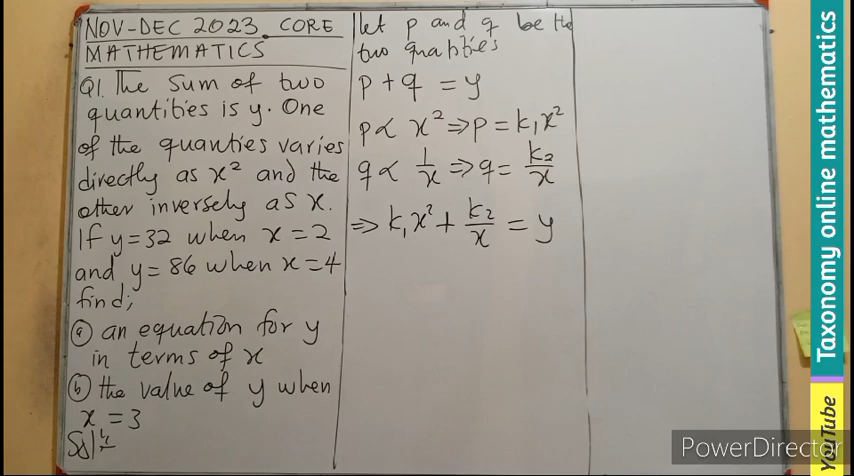 NOV-DEC 2023. CORE
MATHEMATICS
Q1. The sum of two
quantities is y. One
of the quanties varies
directly as x² and the
other inversely as x.
If y=32 when x=2
and y=86 when x=4
find;
ⓐ an equation for y
in terms of x
ⓑ the value of y when
x = 3
Solⁿ
let p and q be the
two quatities
p + q = y
p ∝ x² ⇒ p = k₁x²
q ∝ 1/x ⇒ q = k₂/x
⇒ k₁x² + k₂/x = y
Taxonomy online mathematics
YouTube
PowerDirector